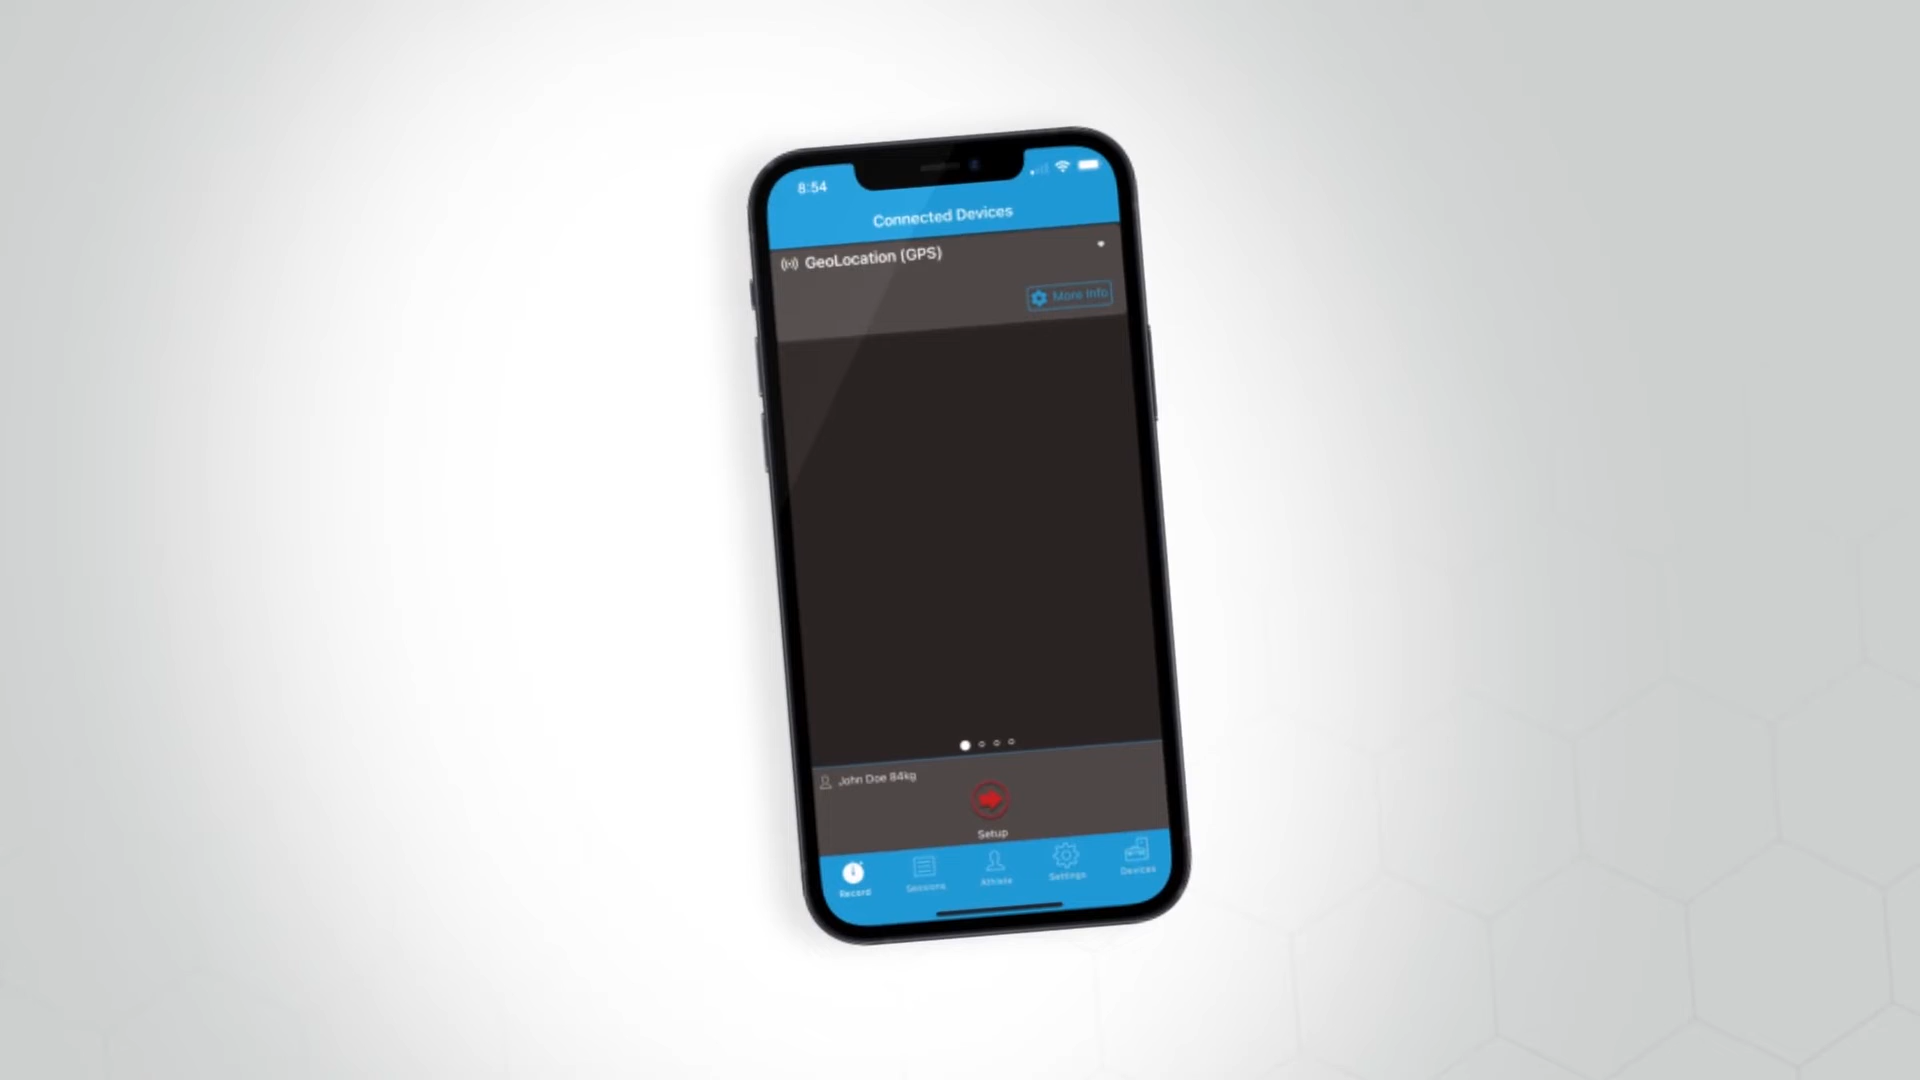 8:54
Connected Devices
GeoLocation (GPS)
More Info
John Doe 84kg
Setup
Record
Sessions
Athlete
Settings
Devices